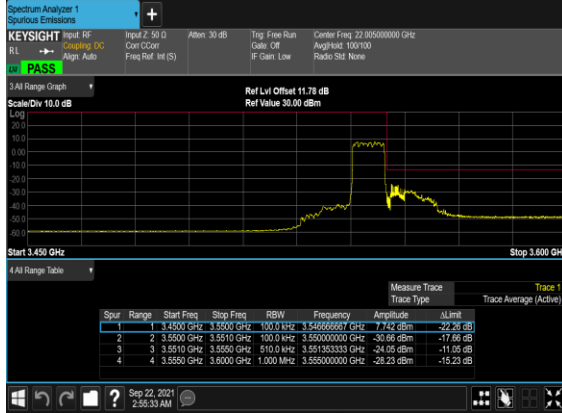 Spectrum Analyzer 1
Spurious Emissions
KEYSIGHT Input: RF Input Z: 50 Ω Atten: 30 dB Trig: Free Run Center Freq: 22.005000000 GHz
RL Coupling: DC Corr CCorr Gate: Off Avg|Hold: 100/100
Align: Auto Freq Ref: Int (S) IF Gain: Low Radio Std: None
PASS
3 All Range Graph
Ref Lvl Offset 11.78 dB
Scale/Div 10.0 dB Ref Value 30.00 dBm
Log
20.0
10.0
0.00
-10.0
-20.0
-30.0
-40.0
-50.0
-60.0
Start 3.450 GHz Stop 3.600 GH
4 All Range Table
Measure Trace Trace 1
Trace Type Trace Average (Active)
Spur Range Start Freq Stop Freq RBW Frequency Amplitude ΔLimit
1 1 3.4500 GHz 3.5500 GHz 100.0 kHz 3.546666667 GHz 7.742 dBm -22.26 dB
2 2 3.5500 GHz 3.5510 GHz 100.0 kHz 3.550000000 GHz -30.66 dBm -17.66 dB
3 3 3.5510 GHz 3.5550 GHz 510.0 kHz 3.551353333 GHz -24.05 dBm -11.05 dB
4 4 3.5550 GHz 3.6000 GHz 1.000 MHz 3.555000000 GHz -28.23 dBm -15.23 dB
Sep 22, 2021
2:55:33 AM